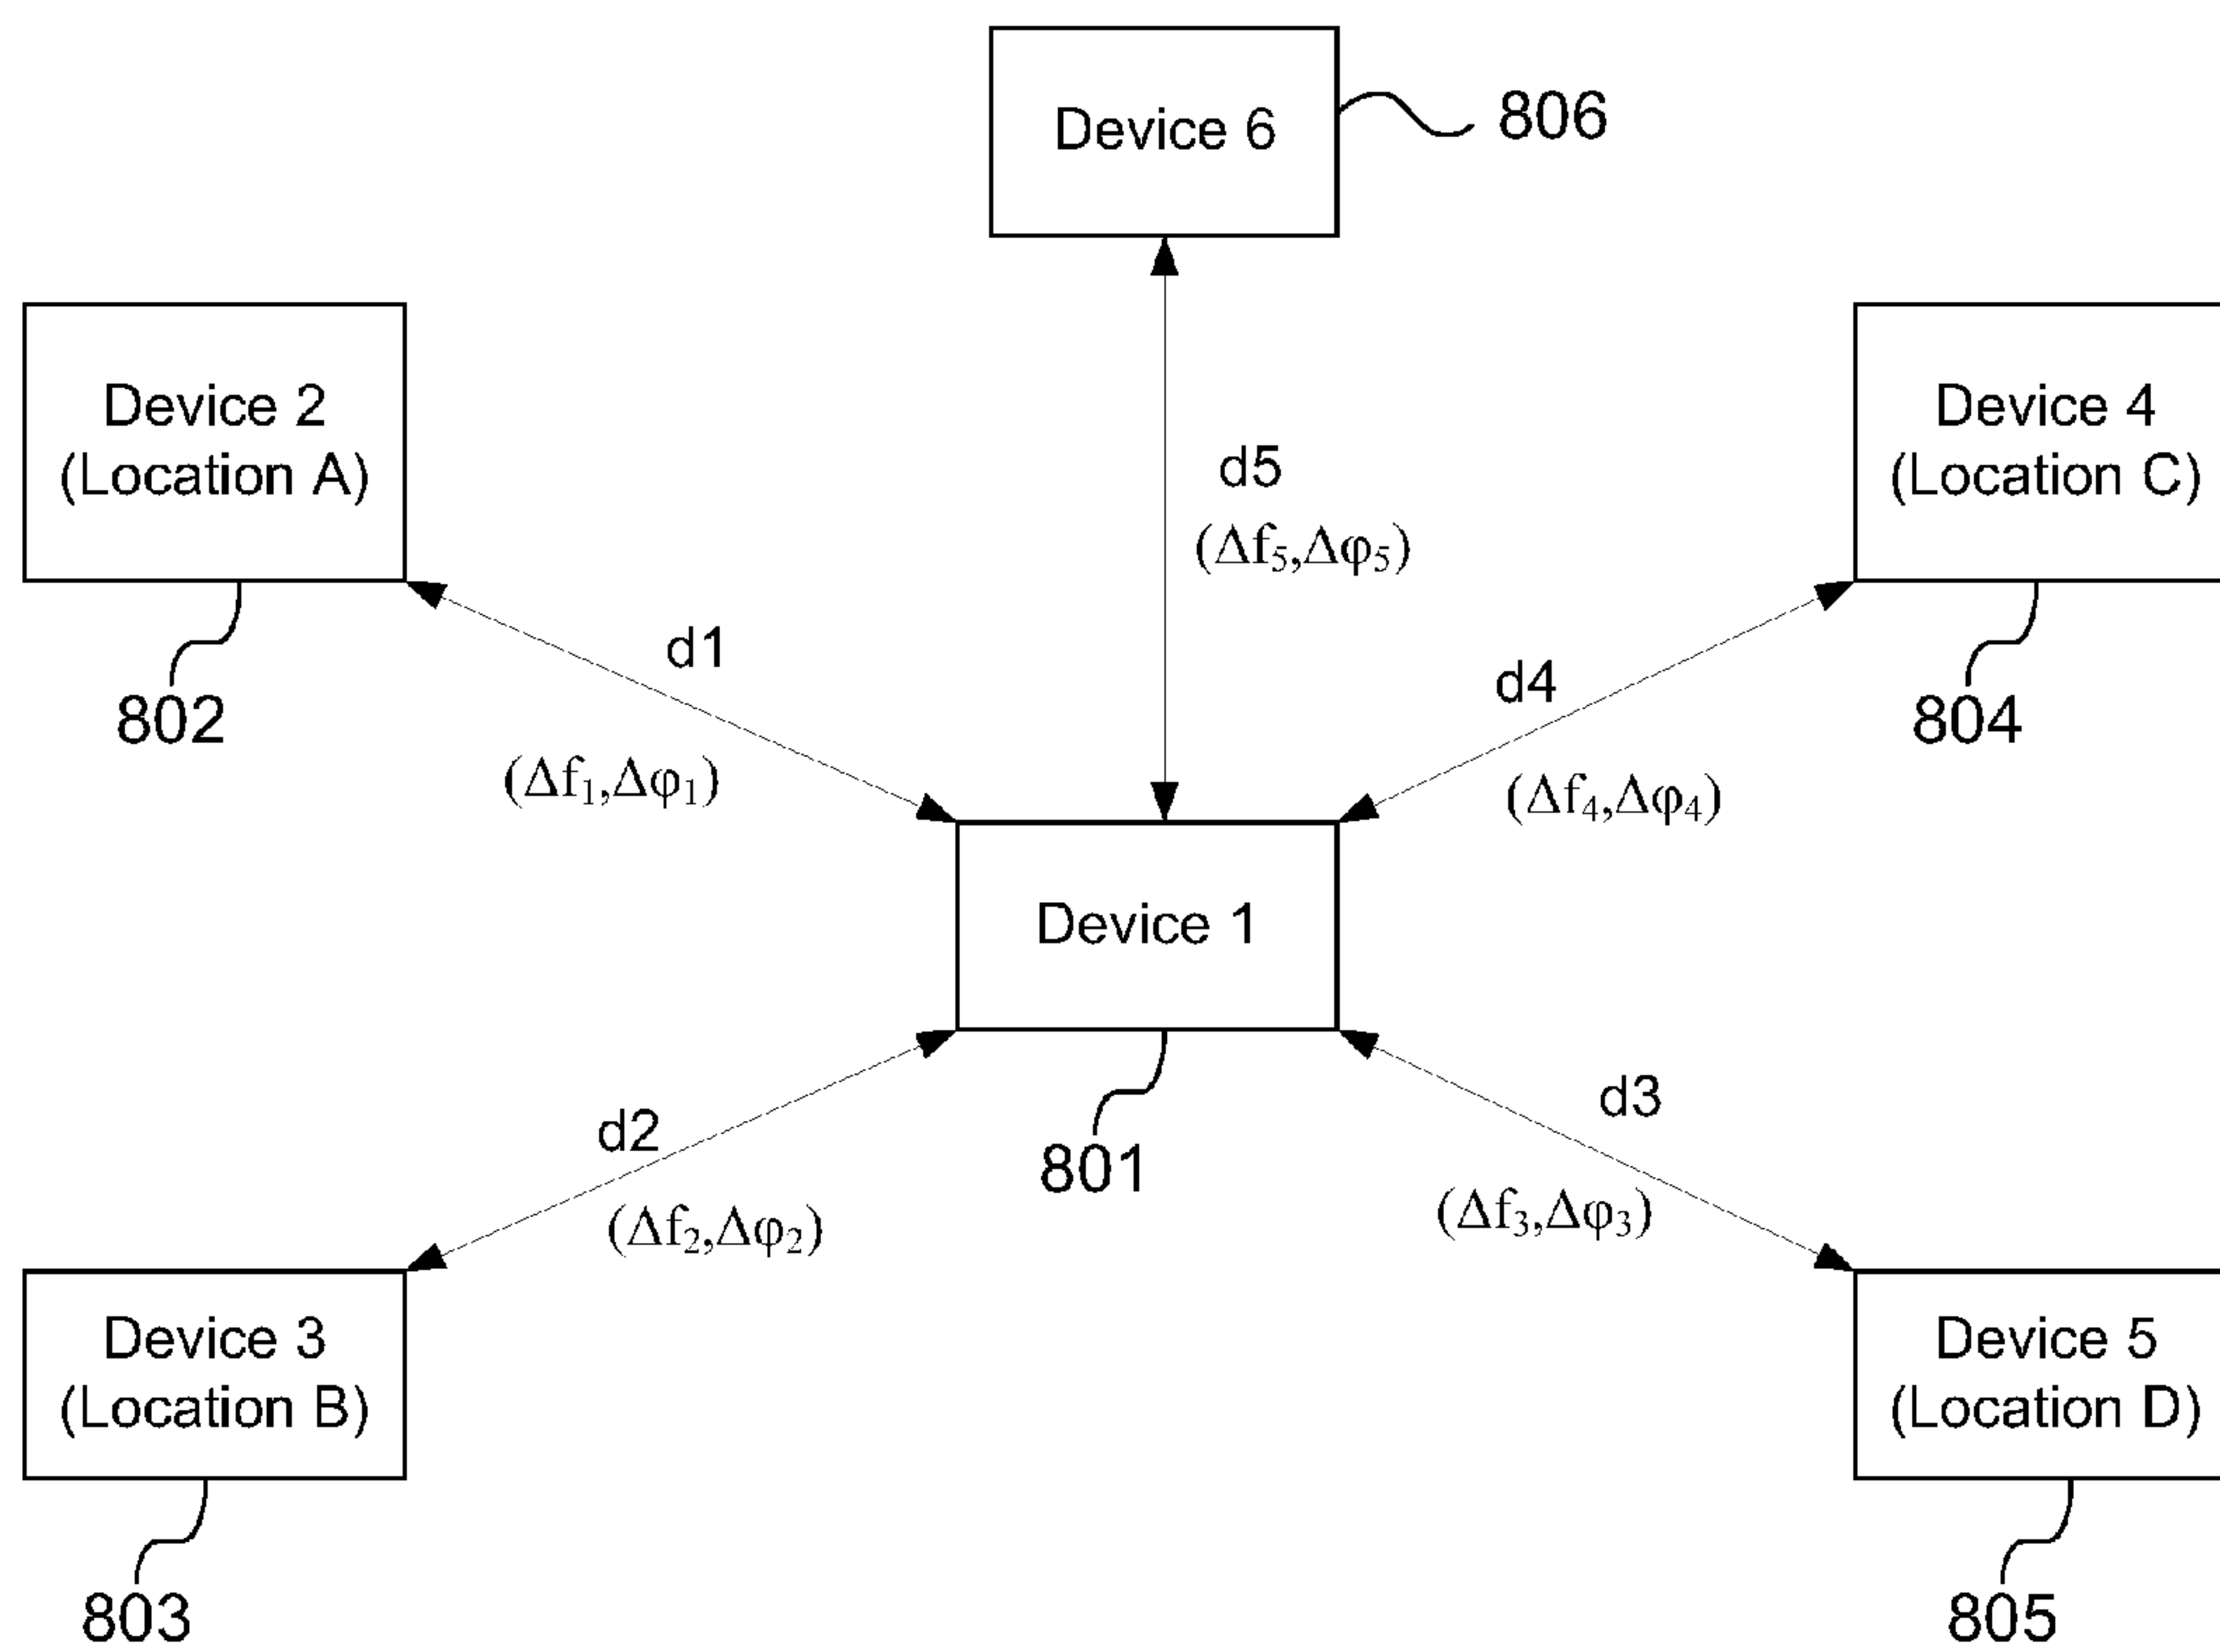 Device 6
806
Device 2
(Location A)
802
Device 4
(Location C)
804
d5
(Δf₅,Δφ₅)
d1
(Δf₁,Δφ₁)
d4
(Δf₄,Δφ₄)
Device 1
801
d2
(Δf₂,Δφ₂)
d3
(Δf₃,Δφ₃)
Device 3
(Location B)
803
Device 5
(Location D)
805